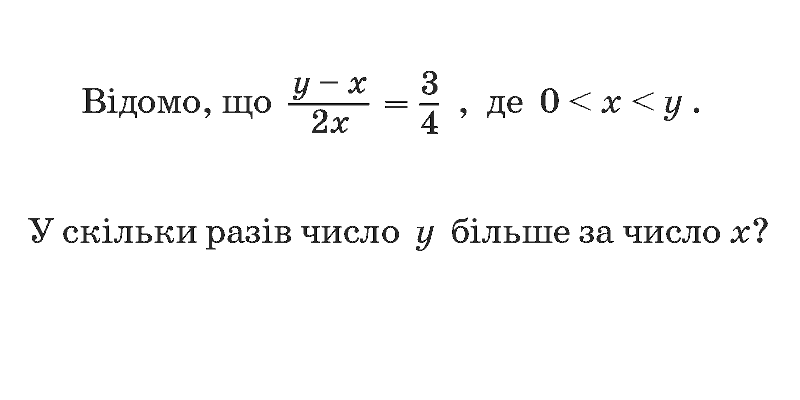 Відомо, що (y − x)/(2x) = 3/4 , де 0 < x < y .
У скільки разів число y більше за число x?